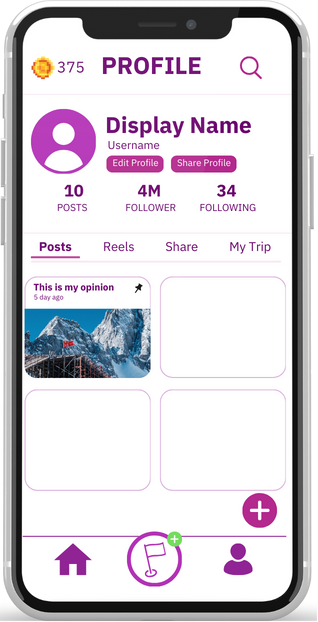 375 PROFILE
Display Name
Username
Edit Profile Share Profile
10 4M 34
POSTS FOLLOWER FOLLOWING
Posts Reels Share My Trip
This is my opinion
5 day ago